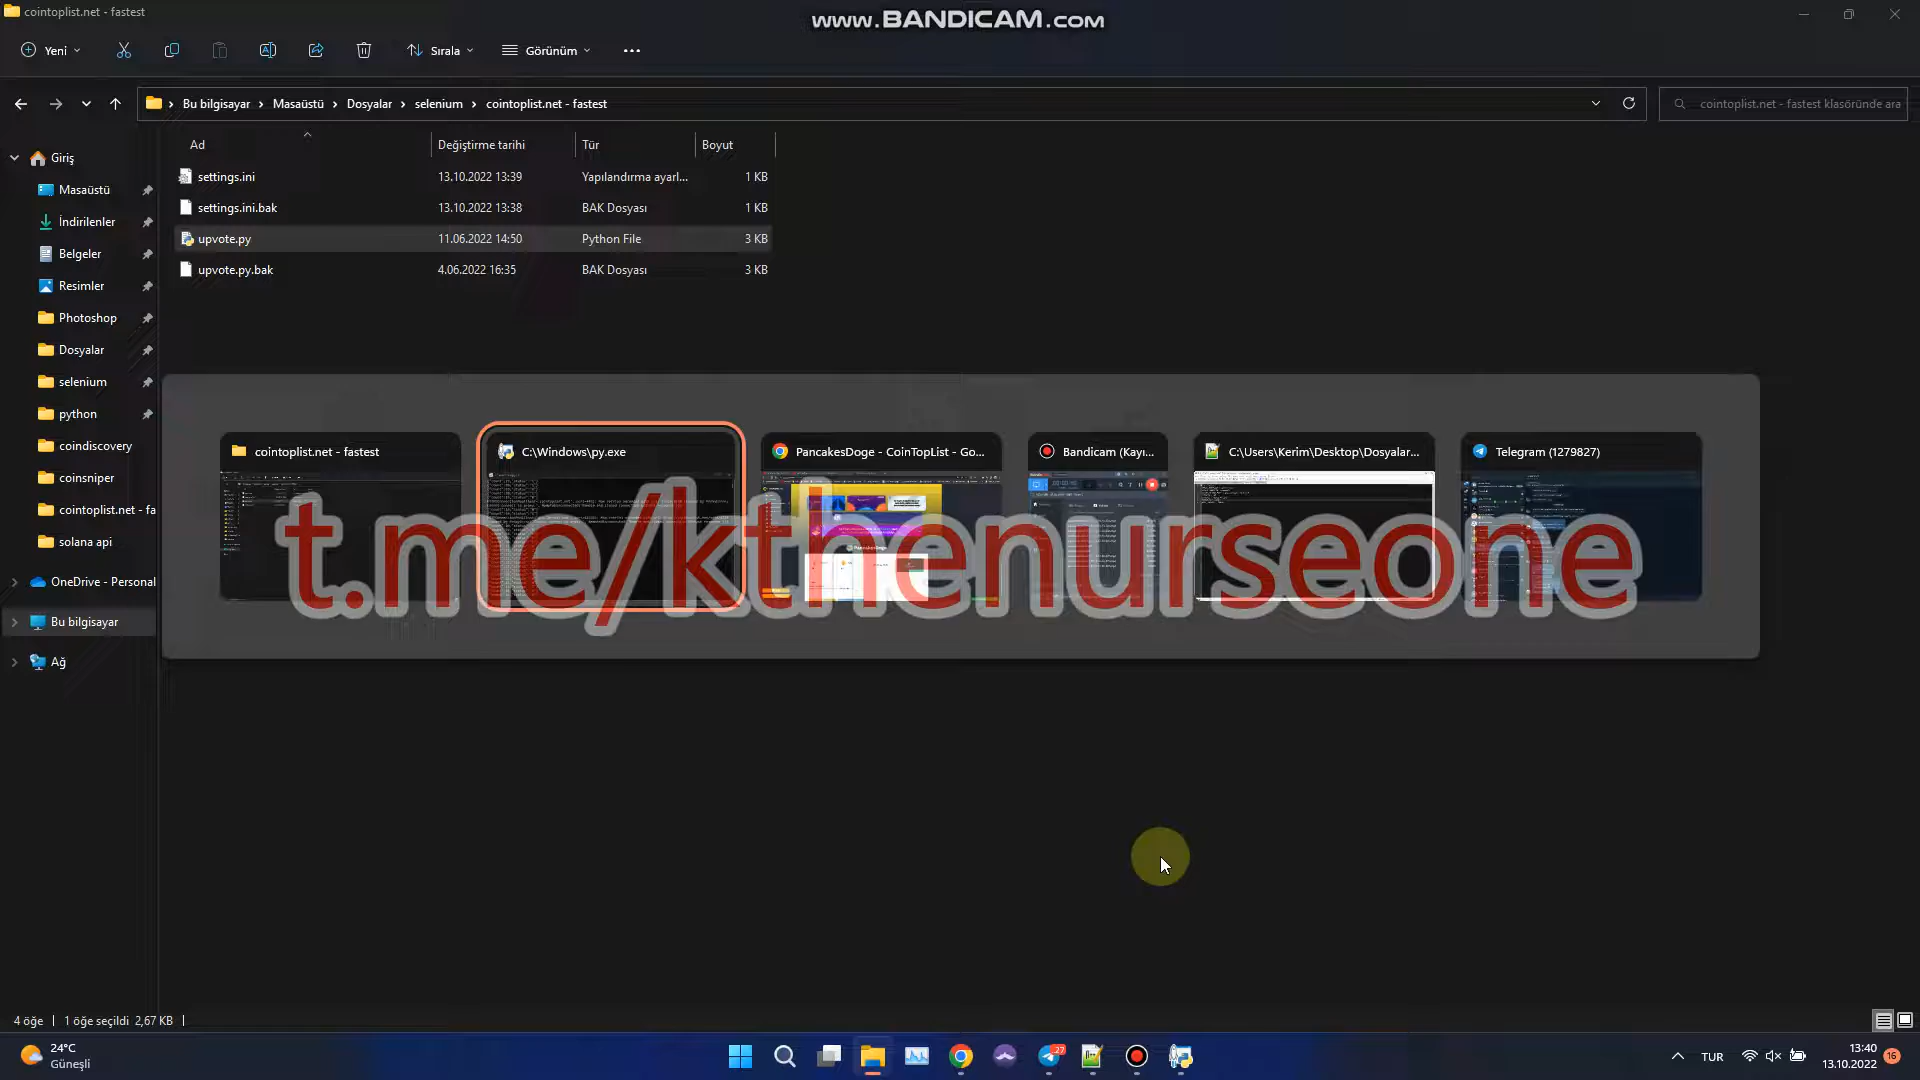 cointoplist.net - fastest
www.BANDICAM.com
Yeni
Sırala
Görünüm
Bu bilgisayar
Masaüstü
Dosyalar
selenium
cointoplist.net - fastest
cointoplist.net - fastest klasöründe ara
Ad
Değiştirme tarihi
Tür
Boyut
settings.ini
13.10.2022 13:39
Yapılandırma ayarl...
1 KB
settings.ini.bak
13.10.2022 13:38
BAK Dosyası
1 KB
upvote.py
11.06.2022 14:50
Python File
3 KB
upvote.py.bak
4.06.2022 16:35
BAK Dosyası
3 KB
Giriş
Masaüstü
İndirilenler
Belgeler
Resimler
Photoshop
Dosyalar
selenium
python
coindiscovery
coinsniper
cointoplist.net - fa
solana api
OneDrive - Personal
Bu bilgisayar
Ağ
cointoplist.net - fastest
C:\Windows\py.exe
PancakesDoge - CoinTopList - Go...
Bandicam (Kayı...
C:\Users\Kerim\Desktop\Dosyalar...
Telegram (1279827)
t.me/kthenurseone
4 öğe
1 öğe seçildi 2,67 KB
24°C
Güneşli
27
TUR
13:40
13.10.2022
16